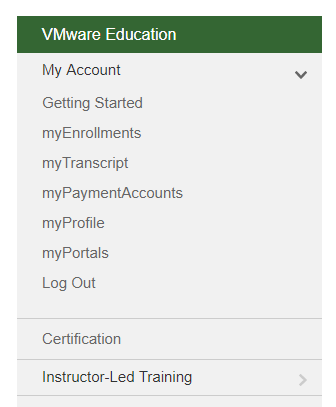 VMware Education
My Account
Getting Started
myEnrollments
myTranscript
myPaymentAccounts
myProfile
myPortals
Log Out
Certification
Instructor-Led Training